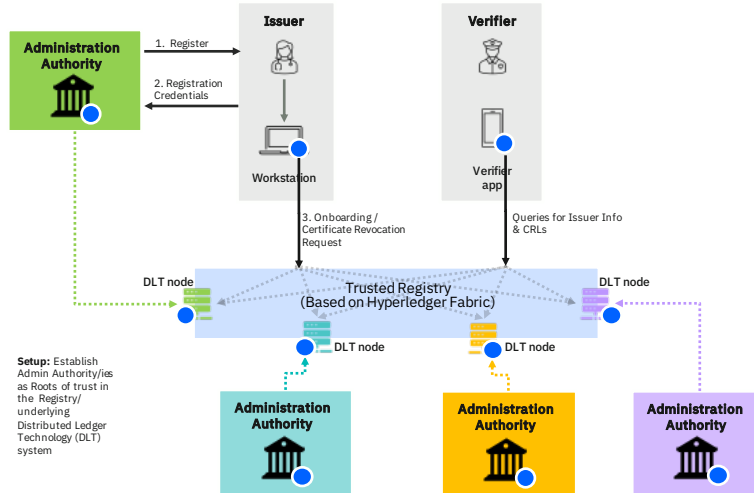 Issuer
Verifier
Administration
Authority
1. Register
2. Registration
Credentials
Workstation
Verifier
app
3. Onboarding /
Certificate Revocation
Request
Queries for Issuer Info
& CRLs
DLT node
DLT node
Trusted Registry
(Based on Hyperledger Fabric)
DLT node
DLT node
Setup: Establish
Admin Authority/ies
as Roots of trust in
the Registry/
underlying
Distributed Ledger
Technology (DLT)
system
Administration
Authority
Administration
Authority
Administration
Authority